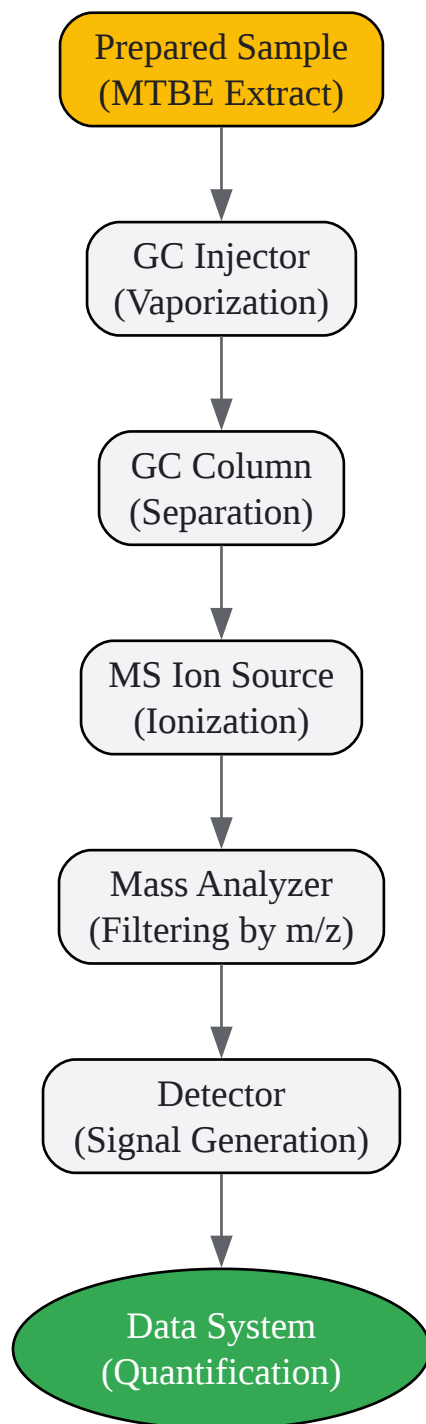 Prepared Sample
(MTBE Extract)
GC Injector
(Vaporization)
GC Column
(Separation)
MS Ion Source
(Ionization)
Mass Analyzer
(Filtering by m/z)
Detector
(Signal Generation)
Data System
(Quantification)